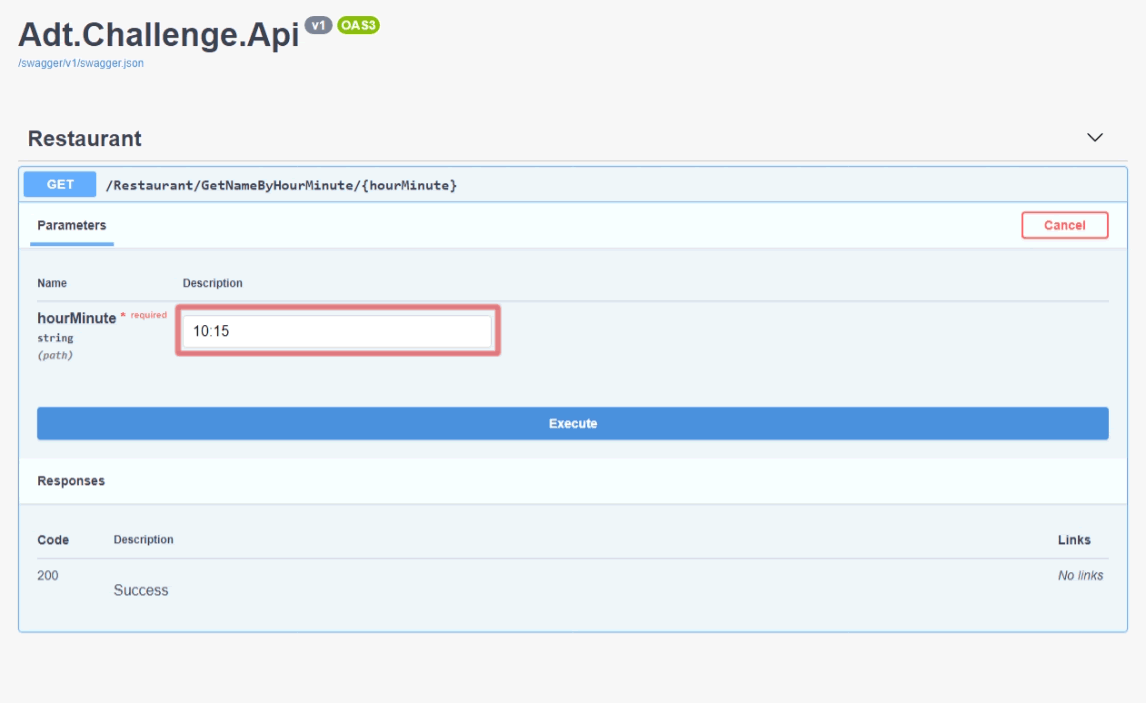 Adt.Challenge.Api v1 OAS3
/swagger/v1/swagger.json
Restaurant
GET /Restaurant/GetNameByHourMinute/{hourMinute}
Parameters Cancel
Name Description
hourMinute * required
string
(path)
10:15
Execute
Responses
Code Description Links
200 Success No links